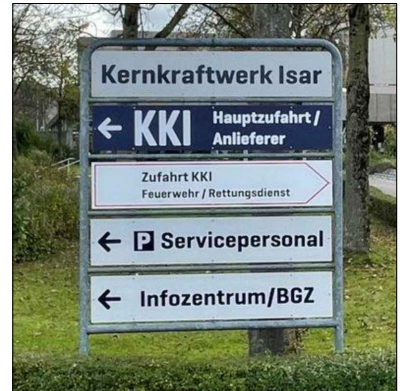 Kernkraftwerk Isar
← KKI Hauptzufahrt /
Anlieferer
Zufahrt KKI
Feuerwehr / Rettungsdienst
← P Servicepersonal
← Infozentrum/BGZ